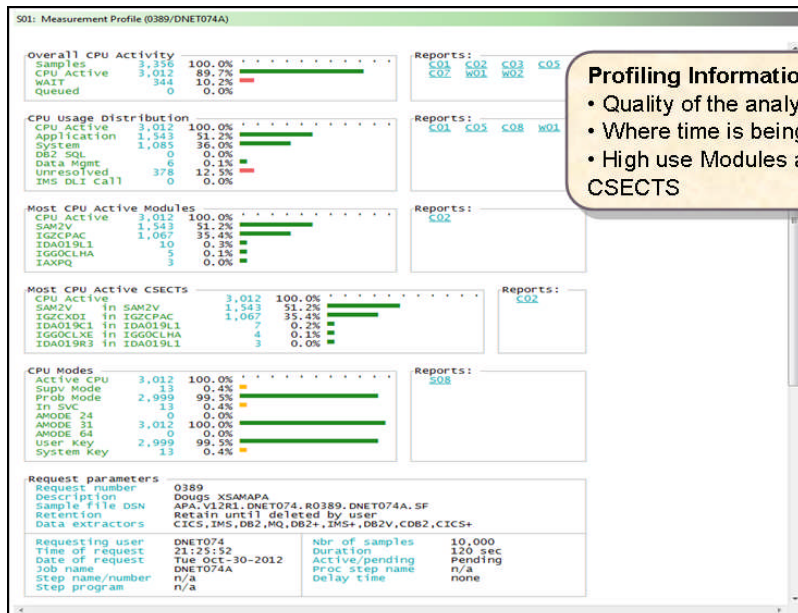 S01: Measurement Profile (0389/DNET074A)
Overall CPU Activity
Samples 3,356 100.0%
CPU Active 3,012 89.7%
WAIT 344 10.2%
Queued 0 0.0%
Reports:
C01 C02 C03 C05
C07 W01 W02
Profiling Informatio
• Quality of the analy
• Where time is being
• High use Modules a
CSECTS
CPU Usage Distribution
CPU Active 3,012 100.0%
Application 1,543 51.2%
System 1,085 36.0%
DB2 SQL 0 0.0%
Data Mgmt 6 0.1%
Unresolved 378 12.5%
IMS DLI Call 0 0.0%
Reports:
C01 C05 C08 W01
Most CPU Active Modules
CPU Active 3,012 100.0%
SAM2V 1,543 51.2%
IGZCPAC 1,067 35.4%
IDA019L1 10 0.3%
IGG0CLHA 5 0.1%
IAXPQ 3 0.0%
Reports:
C02
Most CPU Active CSECTs
CPU Active 3,012 100.0%
SAM2V in SAM2V 1,543 51.2%
IGZCXDI in IGZCPAC 1,067 35.4%
IDA019C1 in IDA019L1 7 0.2%
IGG0CLXE in IGG0CLHA 4 0.1%
IDA019R3 in IDA019L1 3 0.0%
Reports:
C02
CPU Modes
Active CPU 3,012 100.0%
Supv Mode 13 0.4%
Prob Mode 2,999 99.5%
In SVC 13 0.4%
AMODE 24 0 0.0%
AMODE 31 3,012 100.0%
AMODE 64 0 0.0%
User Key 2,999 99.5%
System Key 13 0.4%
Reports:
S08
Request parameters
Request number 0389
Description Dougs XSAMAPA
Sample file DSN APA.V12R1.DNET074.R0389.DNET074A.SF
Retention Retain until deleted by user
Data extractors CICS,IMS,DB2,MQ,DB2+,IMS+,DB2V,CDB2,CICS+
Requesting user DNET074 Nbr of samples 10,000
Time of request 21:25:52 Duration 120 sec
Date of request Tue Oct-30-2012 Active/pending Pending
Job name DNET074A Proc step name n/a
Step name/number n/a Delay time none
Step program n/a